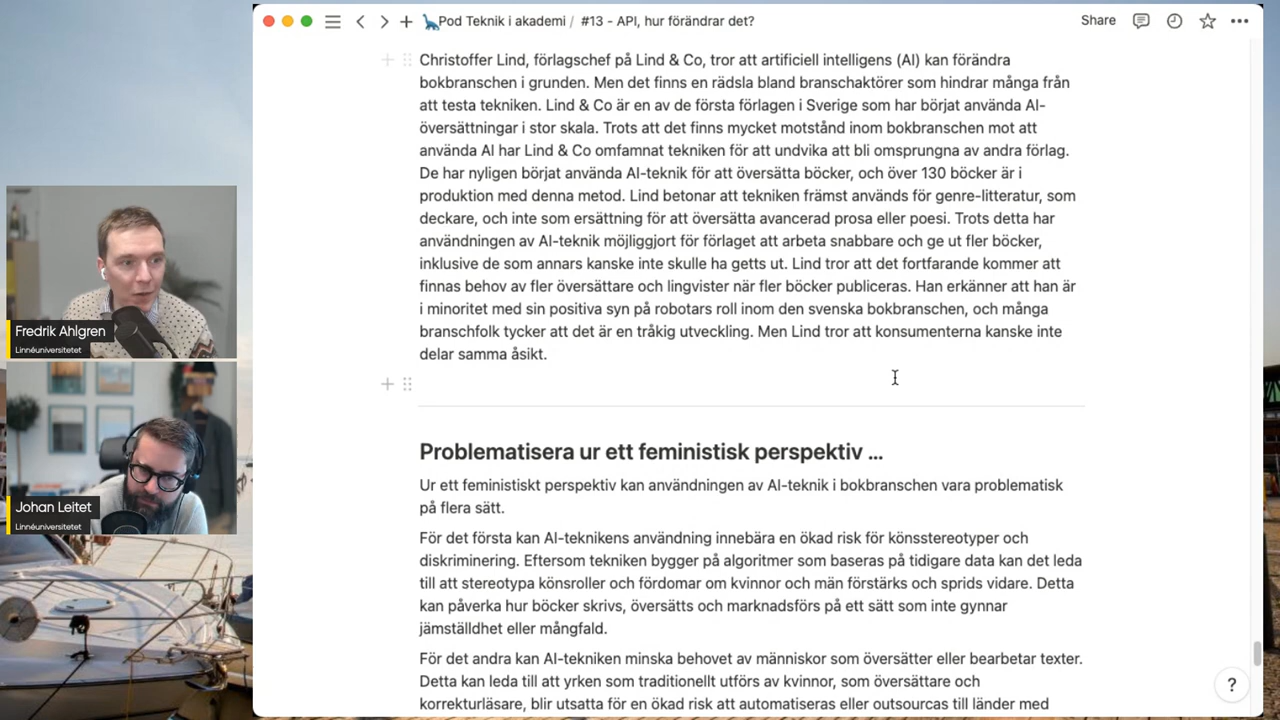 Pod Teknik i akademi / #13 - API, hur förändrar det?
Share
Christoffer Lind, förlagschef på Lind & Co, tror att artificiell intelligens (AI) kan förändra
bokbranschen i grunden. Men det finns en rädsla bland branschaktörer som hindrar många från
att testa tekniken. Lind & Co är en av de första förlagen i Sverige som har börjat använda AI-
översättningar i stor skala. Trots att det finns mycket motstånd inom bokbranschen mot att
använda AI har Lind & Co omfamnat tekniken för att undvika att bli omsprungna av andra förlag.
De har nyligen börjat använda AI-teknik för att översätta böcker, och över 130 böcker är i
produktion med denna metod. Lind betonar att tekniken främst används för genre-litteratur, som
deckare, och inte som ersättning för att översätta avancerad prosa eller poesi. Trots detta har
användningen av AI-teknik möjliggjort för förlaget att arbeta snabbare och ge ut fler böcker,
inklusive de som annars kanske inte skulle ha getts ut. Lind tror att det fortfarande kommer att
finnas behov av fler översättare och lingvister när fler böcker publiceras. Han erkänner att han är
i minoritet med sin positiva syn på robotars roll inom den svenska bokbranschen, och många
branschfolk tycker att det är en tråkig utveckling. Men Lind tror att konsumenterna kanske inte
delar samma åsikt.
Problematisera ur ett feministisk perspektiv ...
Ur ett feministiskt perspektiv kan användningen av AI-teknik i bokbranschen vara problematisk
på flera sätt.
För det första kan AI-teknikens användning innebära en ökad risk för könsstereotyper och
diskriminering. Eftersom tekniken bygger på algoritmer som baseras på tidigare data kan det leda
till att stereotypa könsroller och fördomar om kvinnor och män förstärks och sprids vidare. Detta
kan påverka hur böcker skrivs, översätts och marknadsförs på ett sätt som inte gynnar
jämställdhet eller mångfald.
För det andra kan AI-tekniken minska behovet av människor som översätter eller bearbetar texter.
Detta kan leda till att yrken som traditionellt utförs av kvinnor, som översättare och
korrekturläsare, blir utsatta för en ökad risk att automatiseras eller outsourcas till länder med
?
Fredrik Ahlgren
Linnéuniversitetet
Johan Leitet
Linnéuniversitetet